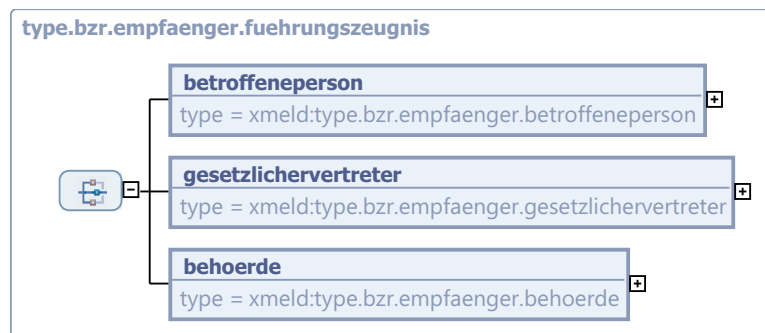 type.bzr.empfaenger.fuehrungszeugnis
betroffeneperson
type = xmeld:type.bzr.empfaenger.betroffeneperson
gesetzlichervertreter
type = xmeld:type.bzr.empfaenger.gesetzlichervertreter
behoerde
type = xmeld:type.bzr.empfaenger.behoerde